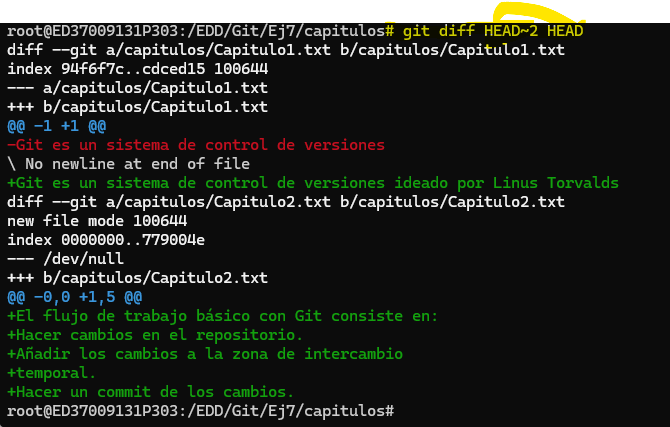 root@ED37009131P303:/EDD/Git/Ej7/capitulos# git diff HEAD~2 HEAD
diff --git a/capitulos/Capitulo1.txt b/capitulos/Capitulo1.txt
index 94f6f7c..cdced15 100644
--- a/capitulos/Capitulo1.txt
+++ b/capitulos/Capitulo1.txt
@@ -1 +1 @@
-Git es un sistema de control de versiones
\ No newline at end of file
+Git es un sistema de control de versiones ideado por Linus Torvalds
diff --git a/capitulos/Capitulo2.txt b/capitulos/Capitulo2.txt
new file mode 100644
index 0000000..779004e
--- /dev/null
+++ b/capitulos/Capitulo2.txt
@@ -0,0 +1,5 @@
+El flujo de trabajo básico con Git consiste en:
+Hacer cambios en el repositorio.
+Añadir los cambios a la zona de intercambio
+temporal.
+Hacer un commit de los cambios.
root@ED37009131P303:/EDD/Git/Ej7/capitulos#